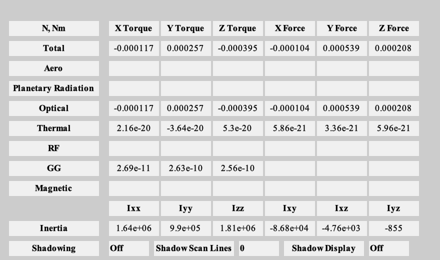 N, Nm X Torque Y Torque Z Torque X Force Y Force Z Force
Total -0.000117 0.000257 -0.000395 -0.000104 0.000539 0.000208
Aero
Planetary Radiation
Optical -0.000117 0.000257 -0.000395 -0.000104 0.000539 0.000208
Thermal 2.16e-20 -3.64e-20 5.3e-20 5.86e-21 3.36e-21 5.96e-21
RF
GG 2.69e-11 2.63e-10 2.56e-10
Magnetic
Ixx Iyy Izz Ixy Ixz Iyz
Inertia 1.64e+06 9.9e+05 1.81e+06 -8.68e+04 -4.76e+03 -855
Shadowing Off Shadow Scan Lines 0 Shadow Display Off